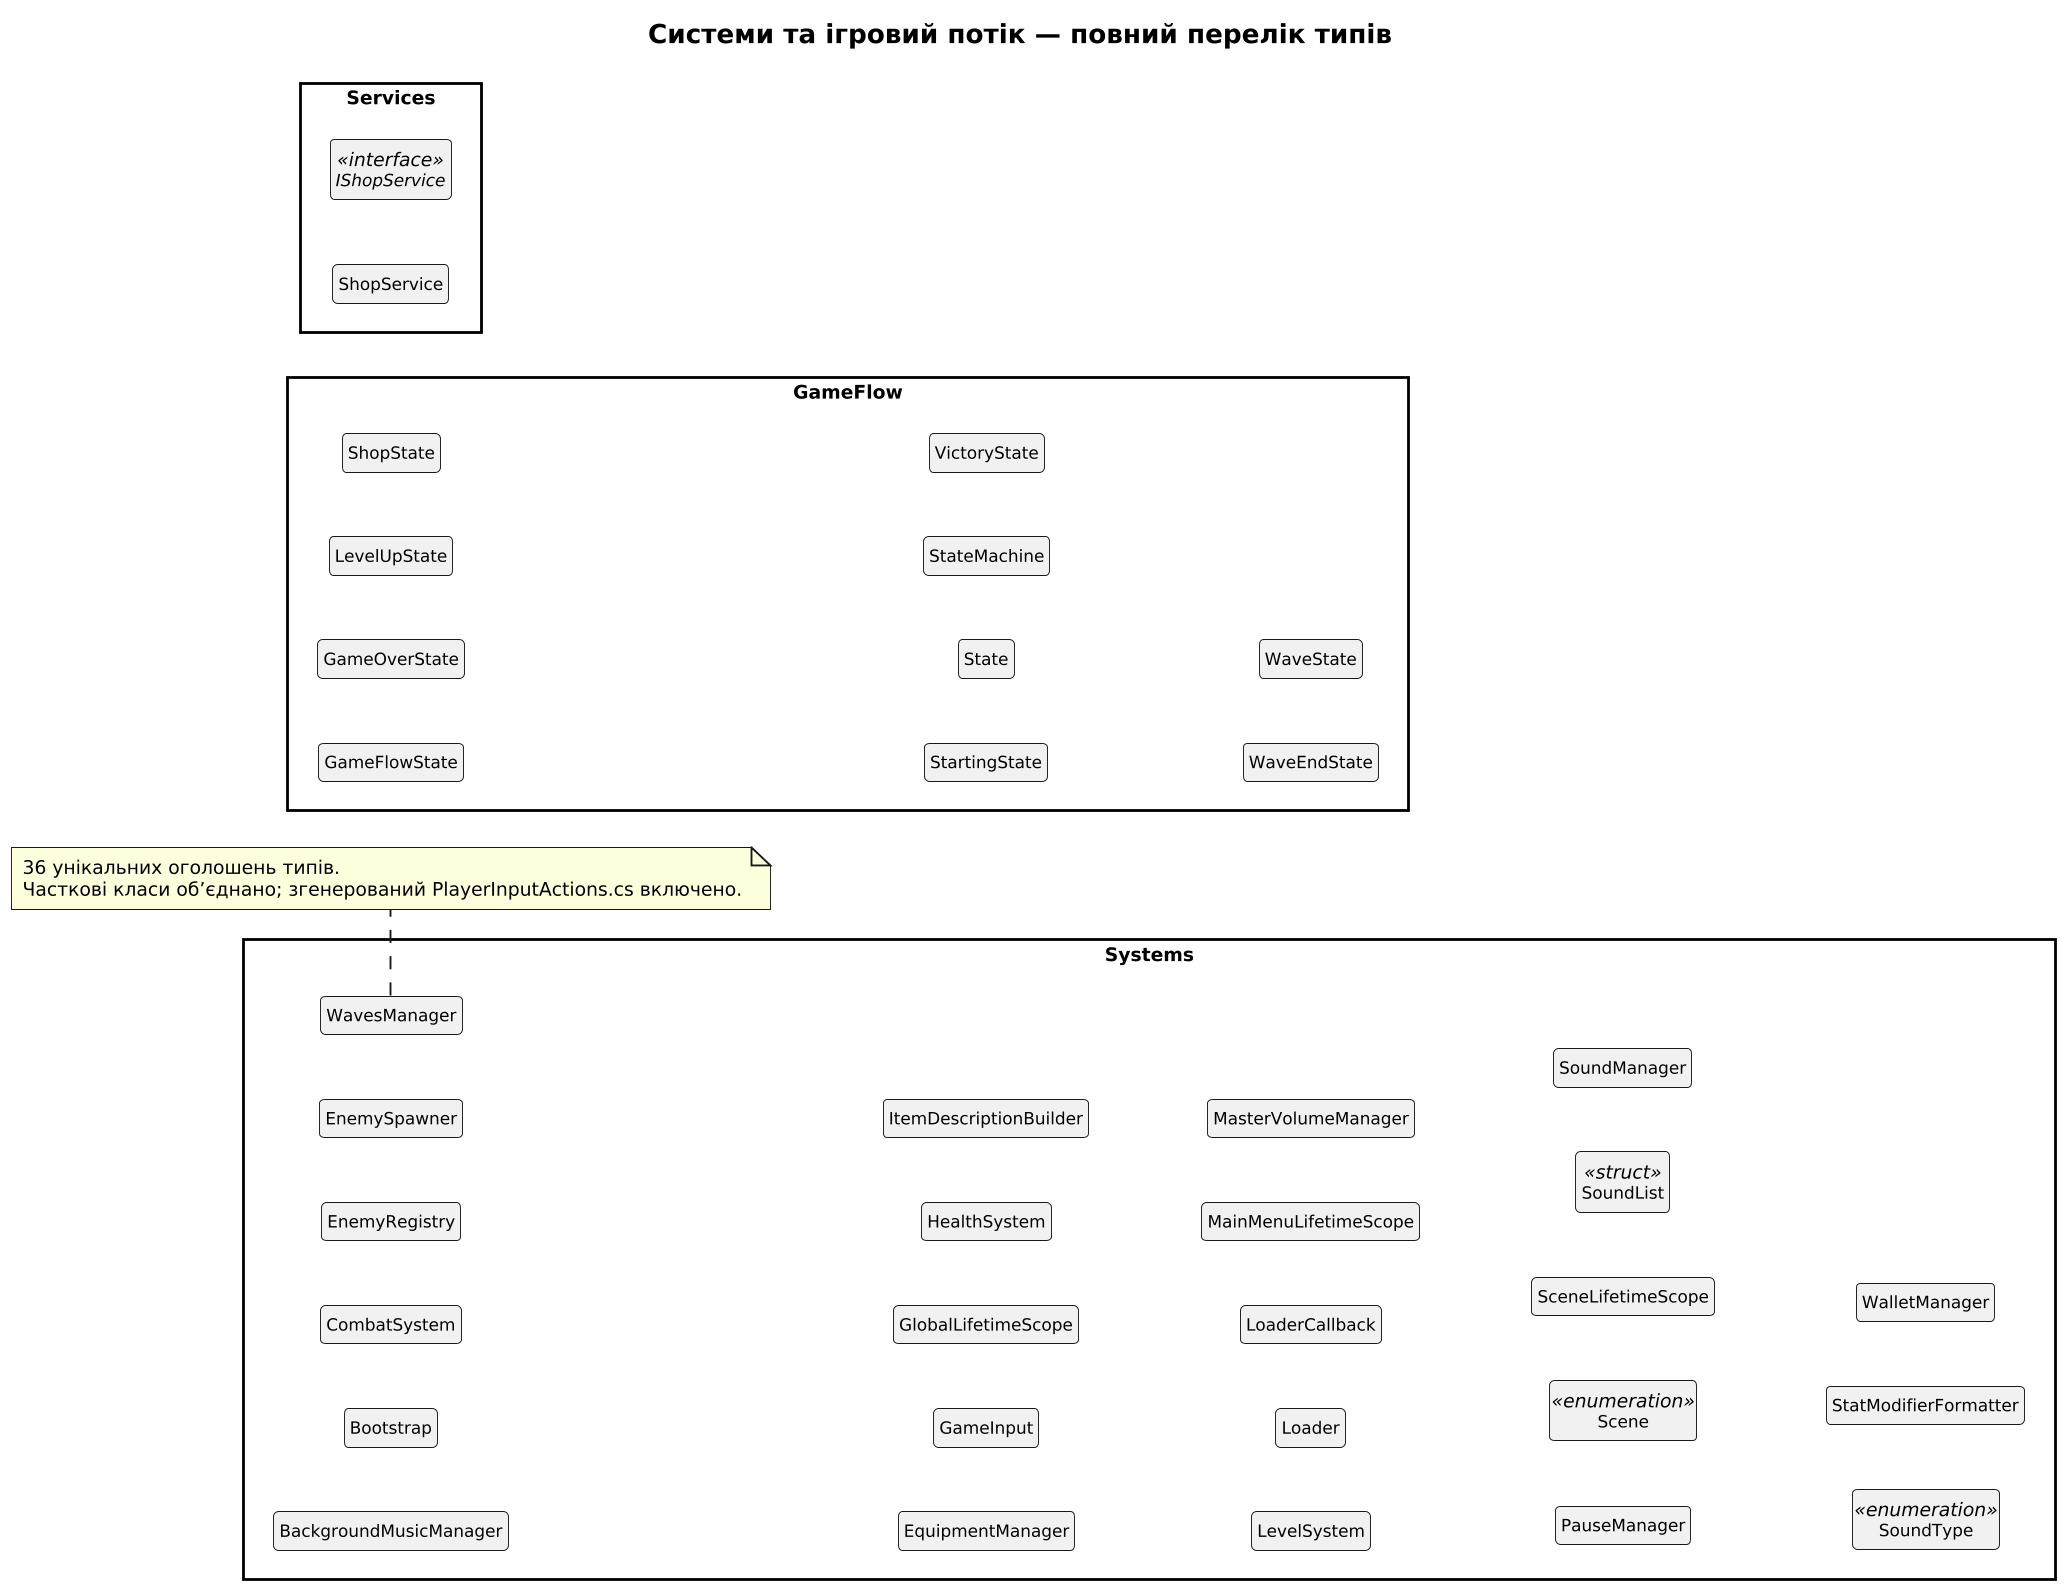 Системи та ігровий потік — повний перелік типів
Services
«interface»
IShopService
ShopService
GameFlow
ShopState
VictoryState
LevelUpState
StateMachine
GameOverState
State
WaveState
GameFlowState
StartingState
WaveEndState
36 унікальних оголошень типів.
Часткові класи об’єднано; згенерований PlayerInputActions.cs включено.
Systems
WavesManager
SoundManager
EnemySpawner
ItemDescriptionBuilder
MasterVolumeManager
«struct»
SoundList
EnemyRegistry
HealthSystem
MainMenuLifetimeScope
SceneLifetimeScope
WalletManager
CombatSystem
GlobalLifetimeScope
LoaderCallback
«enumeration»
Scene
StatModifierFormatter
Bootstrap
GameInput
Loader
«enumeration»
SoundType
BackgroundMusicManager
EquipmentManager
LevelSystem
PauseManager